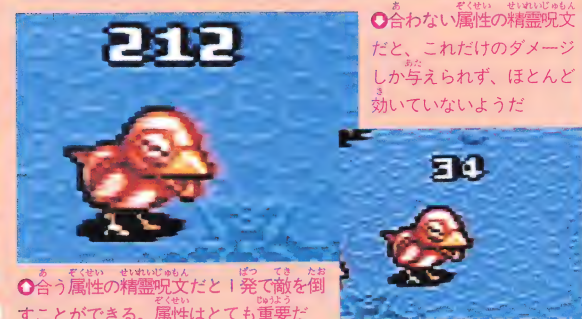 212
➲合わない属性の精霊呪文
だと、これだけのダメージ
しか与えられず、ほとんど
効いていないようだ
34
➲合う属性の精霊呪文だと1発で敵を倒
すことができる。属性はとても重要だ